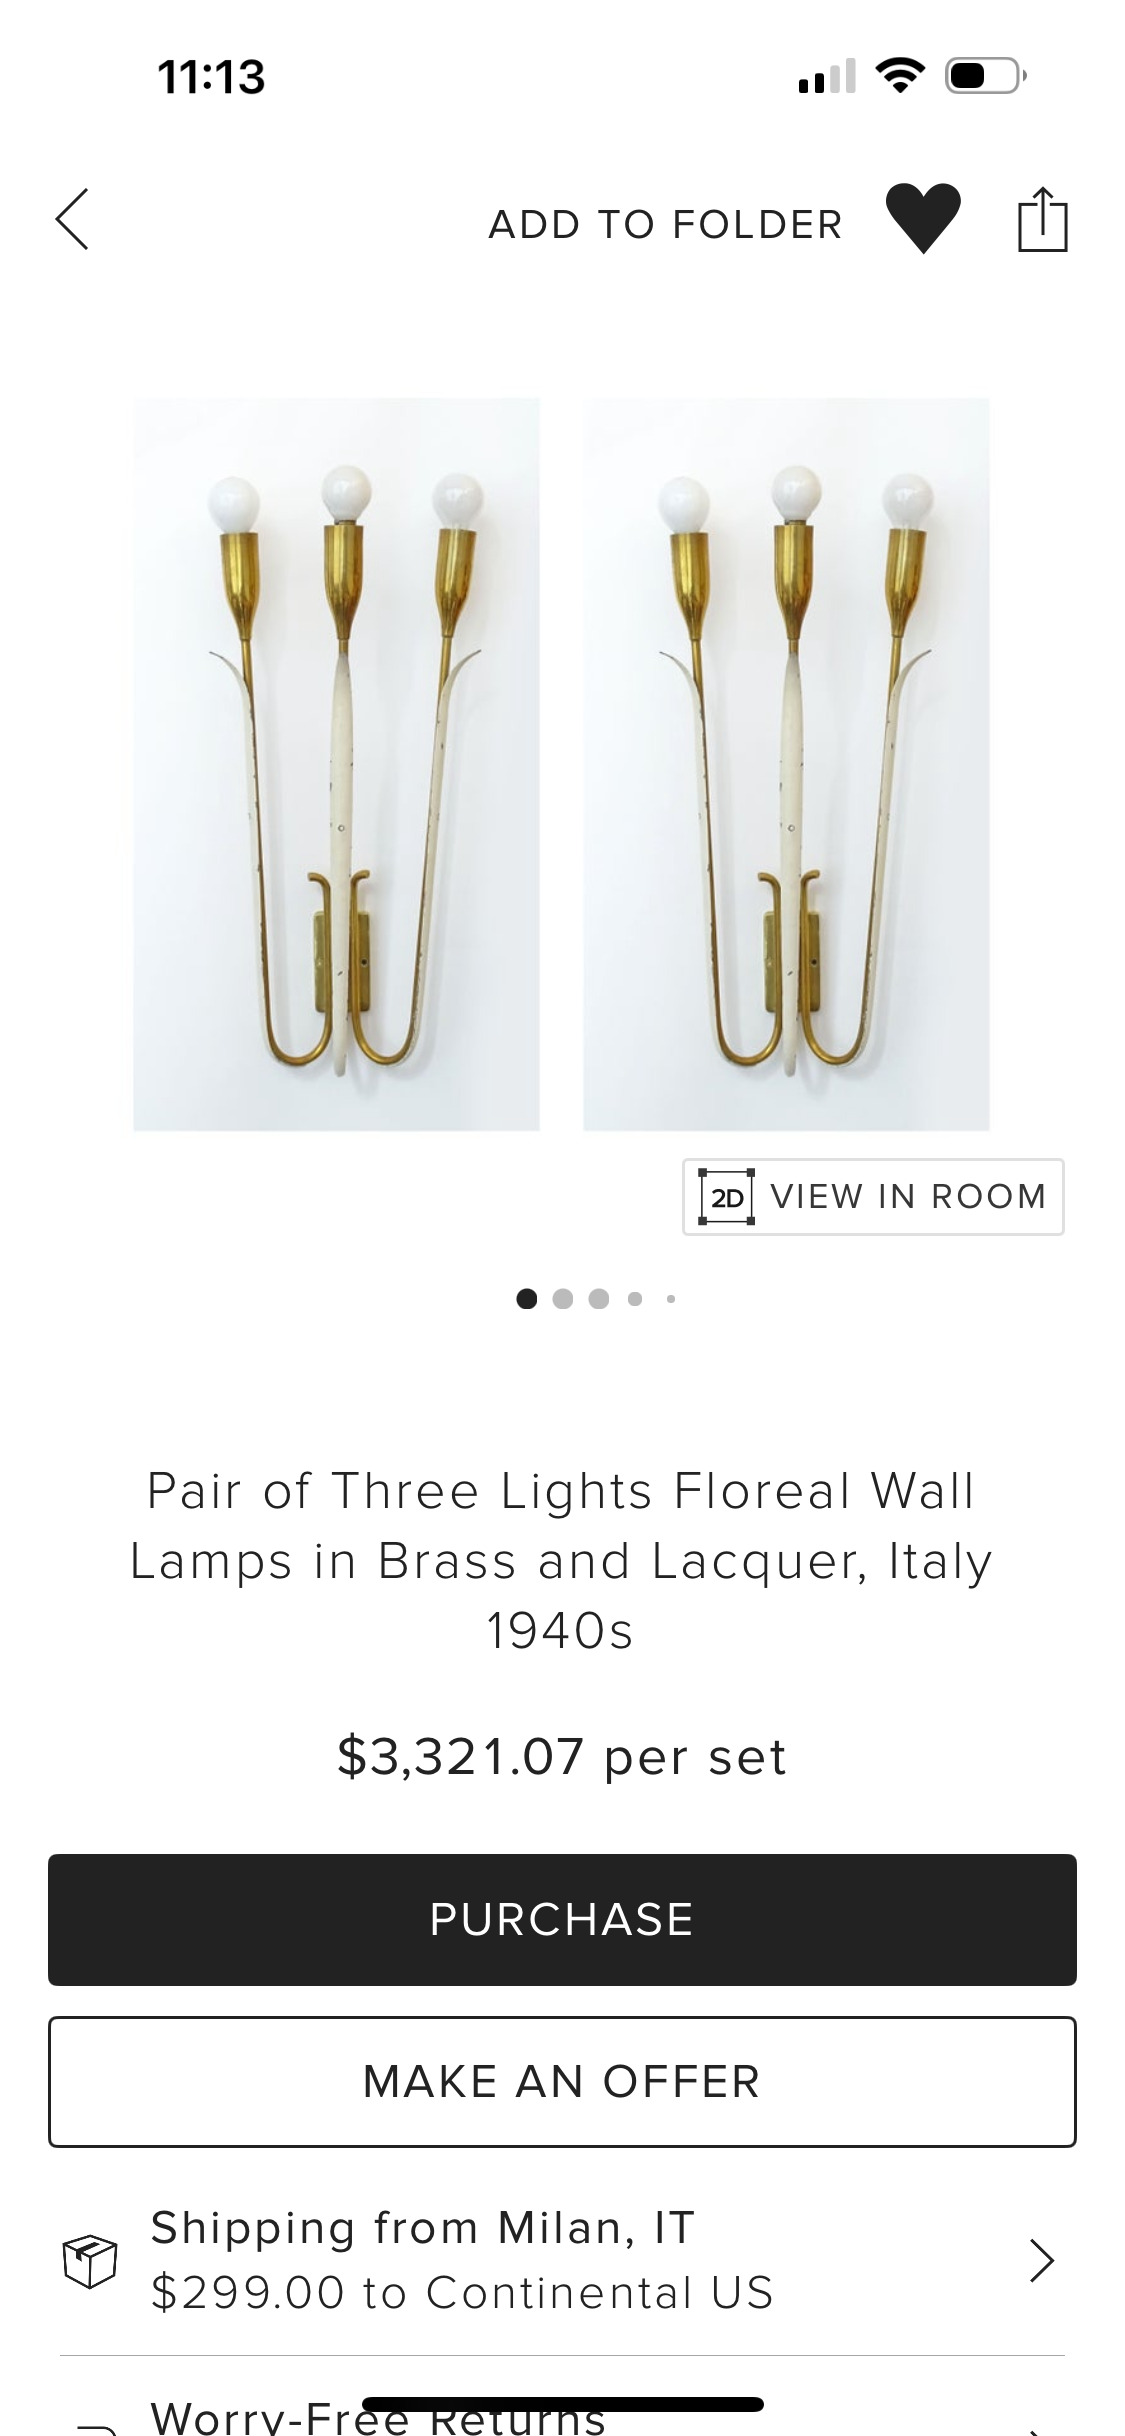 11:13
ADD TO FOLDER
2D VIEW IN ROOM
Pair of Three Lights Floreal Wall
Lamps in Brass and Lacquer, Italy
1940s
$3,321.07 per set
PURCHASE
MAKE AN OFFER
Shipping from Milan, IT
$299.00 to Continental US
Worry-Free Returns